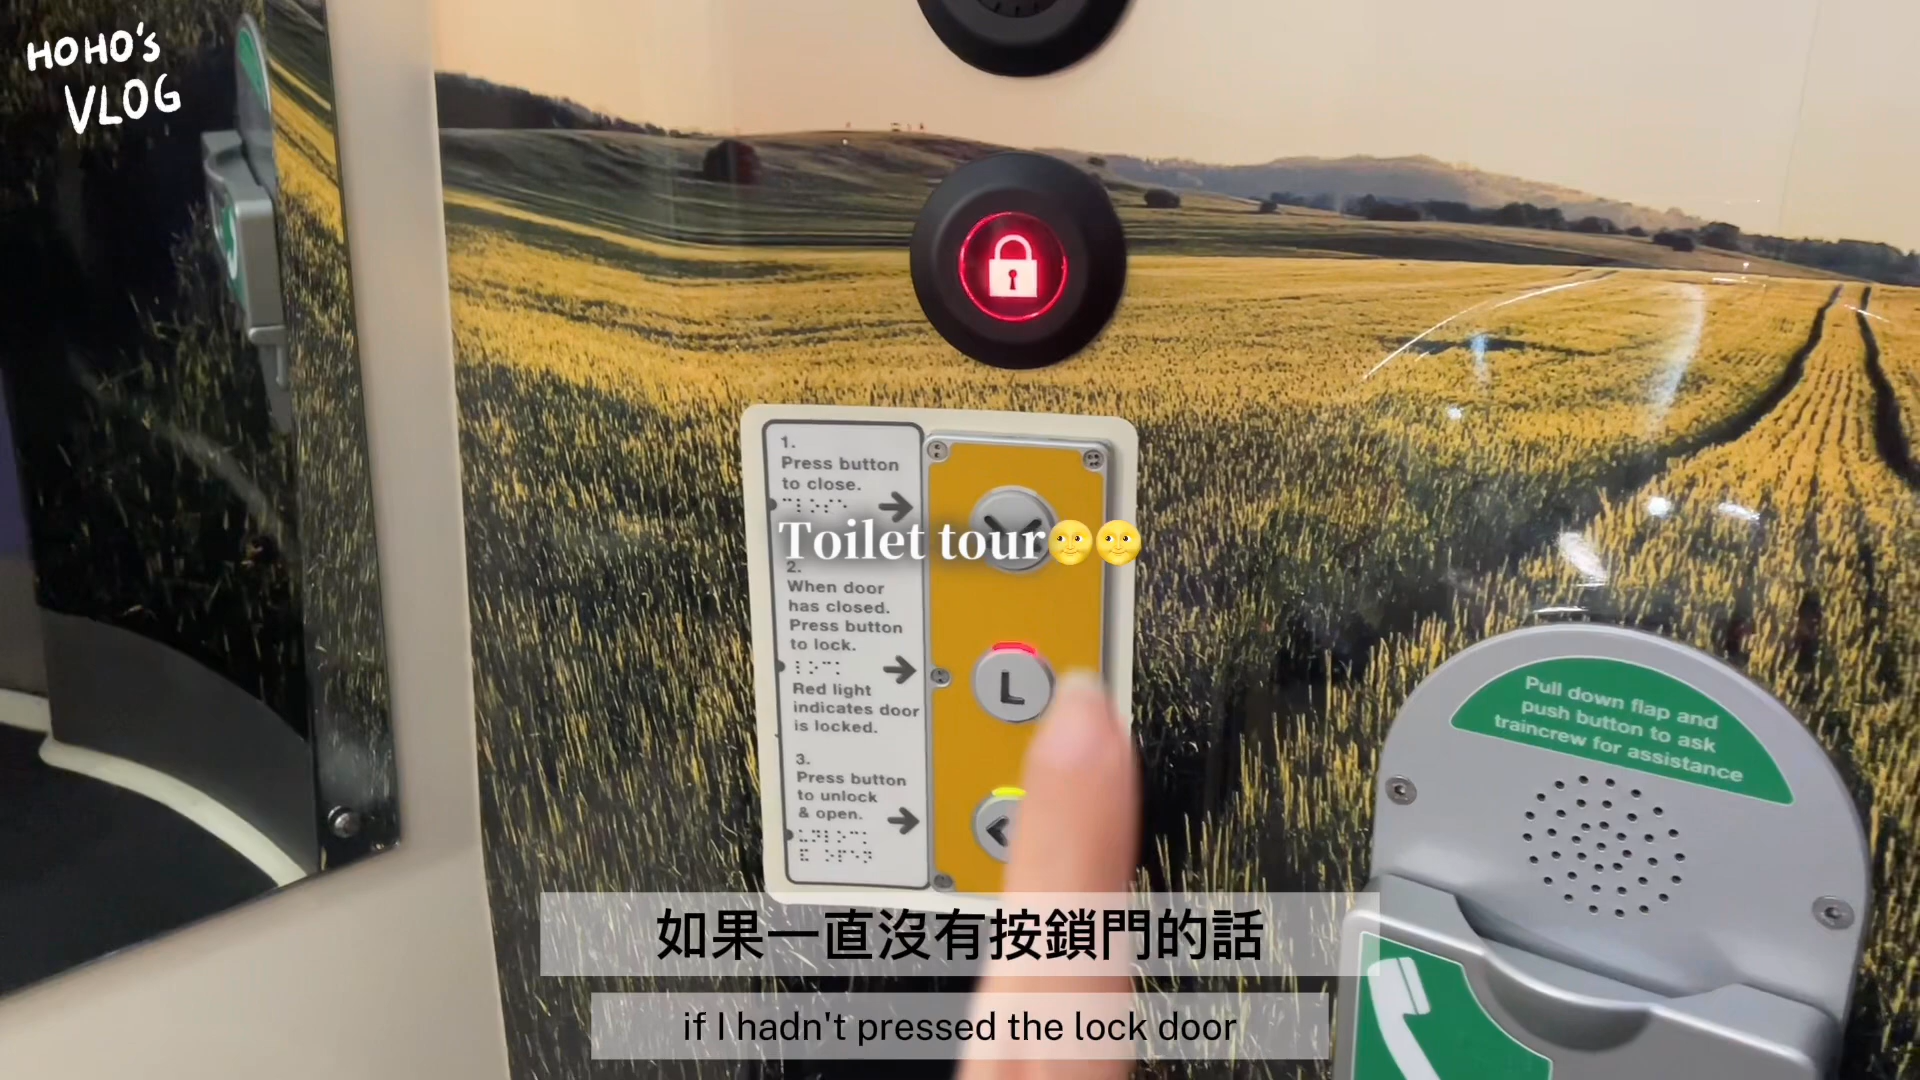 HOHO'S
VLOG
1.
Press button
to close.
Toilet tour🌝🌝
2.
When door
has closed.
Press button
to lock.
Red light
indicates door
is locked.
L
3.
Press button
to unlock
& open.
Pull down flap and
push button to ask
traincrew for assistance
如果一直沒有按鎖門的話
if I hadn't pressed the lock door